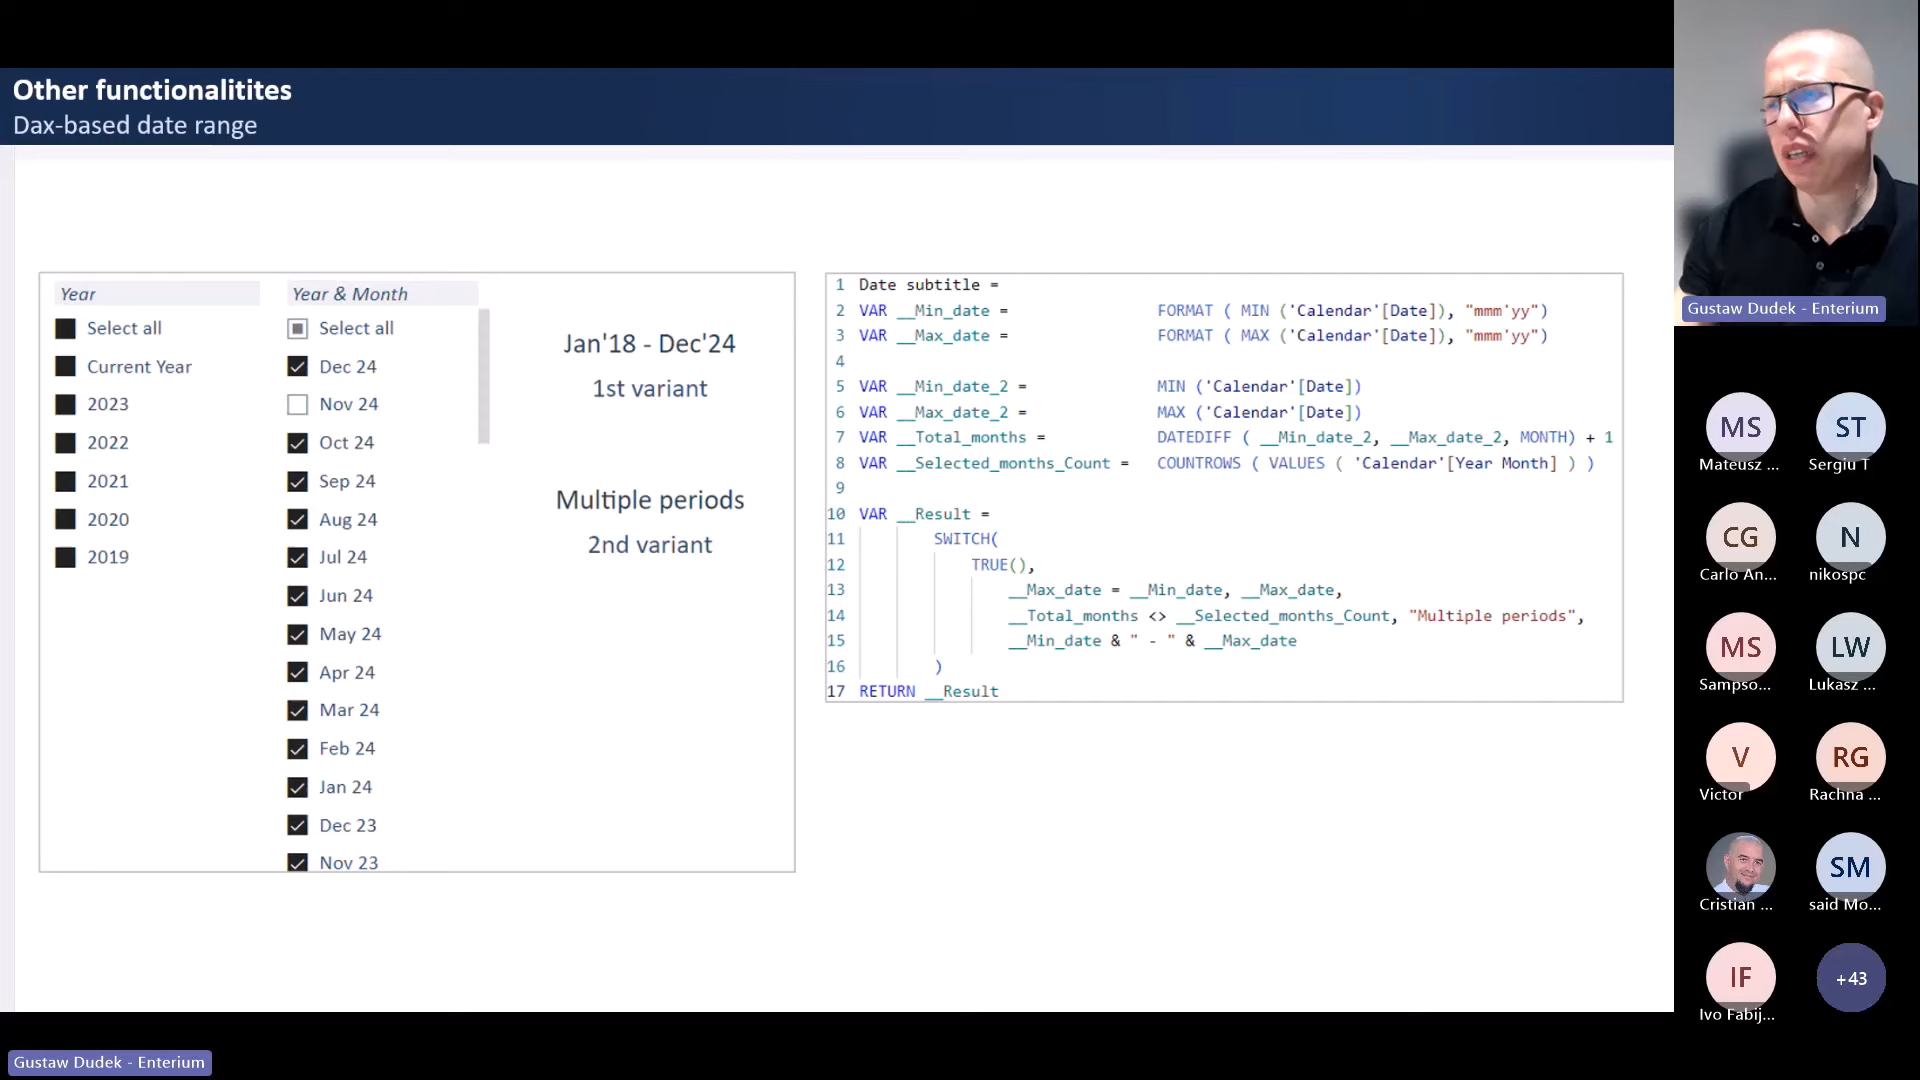 Other functionalitites
Dax-based date range
Year
Select all
Current Year
2023
2022
2021
2020
2019
Year & Month
Select all
Dec 24
Nov 24
Oct 24
Sep 24
Aug 24
Jul 24
Jun 24
May 24
Apr 24
Mar 24
Feb 24
Jan 24
Dec 23
Nov 23
Jan'18 - Dec'24
1st variant
Multiple periods
2nd variant
1 Date subtitle =
2 VAR __Min_date = FORMAT ( MIN ('Calendar'[Date]), "mmm'yy")
3 VAR __Max_date = FORMAT ( MAX ('Calendar'[Date]), "mmm'yy")
4
5 VAR __Min_date_2 = MIN ('Calendar'[Date])
6 VAR __Max_date_2 = MAX ('Calendar'[Date])
7 VAR __Total_months = DATEDIFF ( __Min_date_2, __Max_date_2, MONTH) + 1
8 VAR __Selected_months_Count = COUNTROWS ( VALUES ( 'Calendar'[Year Month] ) )
9
10 VAR __Result =
11 SWITCH(
12 TRUE(),
13 __Max_date = __Min_date, __Max_date,
14 __Total_months <> __Selected_months_Count, "Multiple periods",
15 __Min_date & " - " & __Max_date
16 )
17 RETURN __Result
Gustaw Dudek - Enterium
MS
Mateusz ...
ST
Sergiu T
CG
Carlo An...
N
nikospc
MS
Sampso...
LW
Lukasz ...
V
Victor
RG
Rachna ...
Cristian ...
SM
said Mo...
IF
Ivo Fabij...
+43
Gustaw Dudek - Enterium